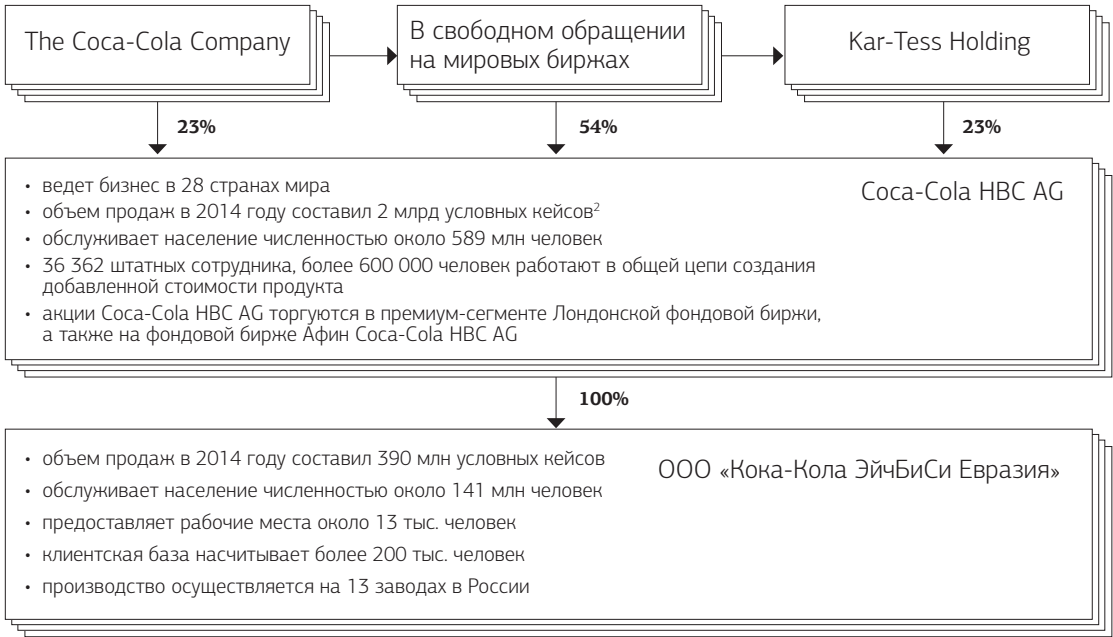 The Coca-Cola Company
В свободном обращении
на мировых биржах
Kar-Tess Holding
23%
54%
23%
Coca-Cola HBC AG
• ведет бизнес в 28 странах мира
• объем продаж в 2014 году составил 2 млрд условных кейсов²
• обслуживает население численностью около 589 млн человек
• 36 362 штатных сотрудника, более 600 000 человек работают в общей цепи создания
добавленной стоимости продукта
• акции Coca-Cola HBC AG торгуются в премиум-сегменте Лондонской фондовой биржи,
а также на фондовой бирже Афин Coca-Cola HBC AG
100%
ООО «Кока-Кола ЭйчБиСи Евразия»
• объем продаж в 2014 году составил 390 млн условных кейсов
• обслуживает население численностью около 141 млн человек
• предоставляет рабочие места около 13 тыс. человек
• клиентская база насчитывает более 200 тыс. человек
• производство осуществляется на 13 заводах в России